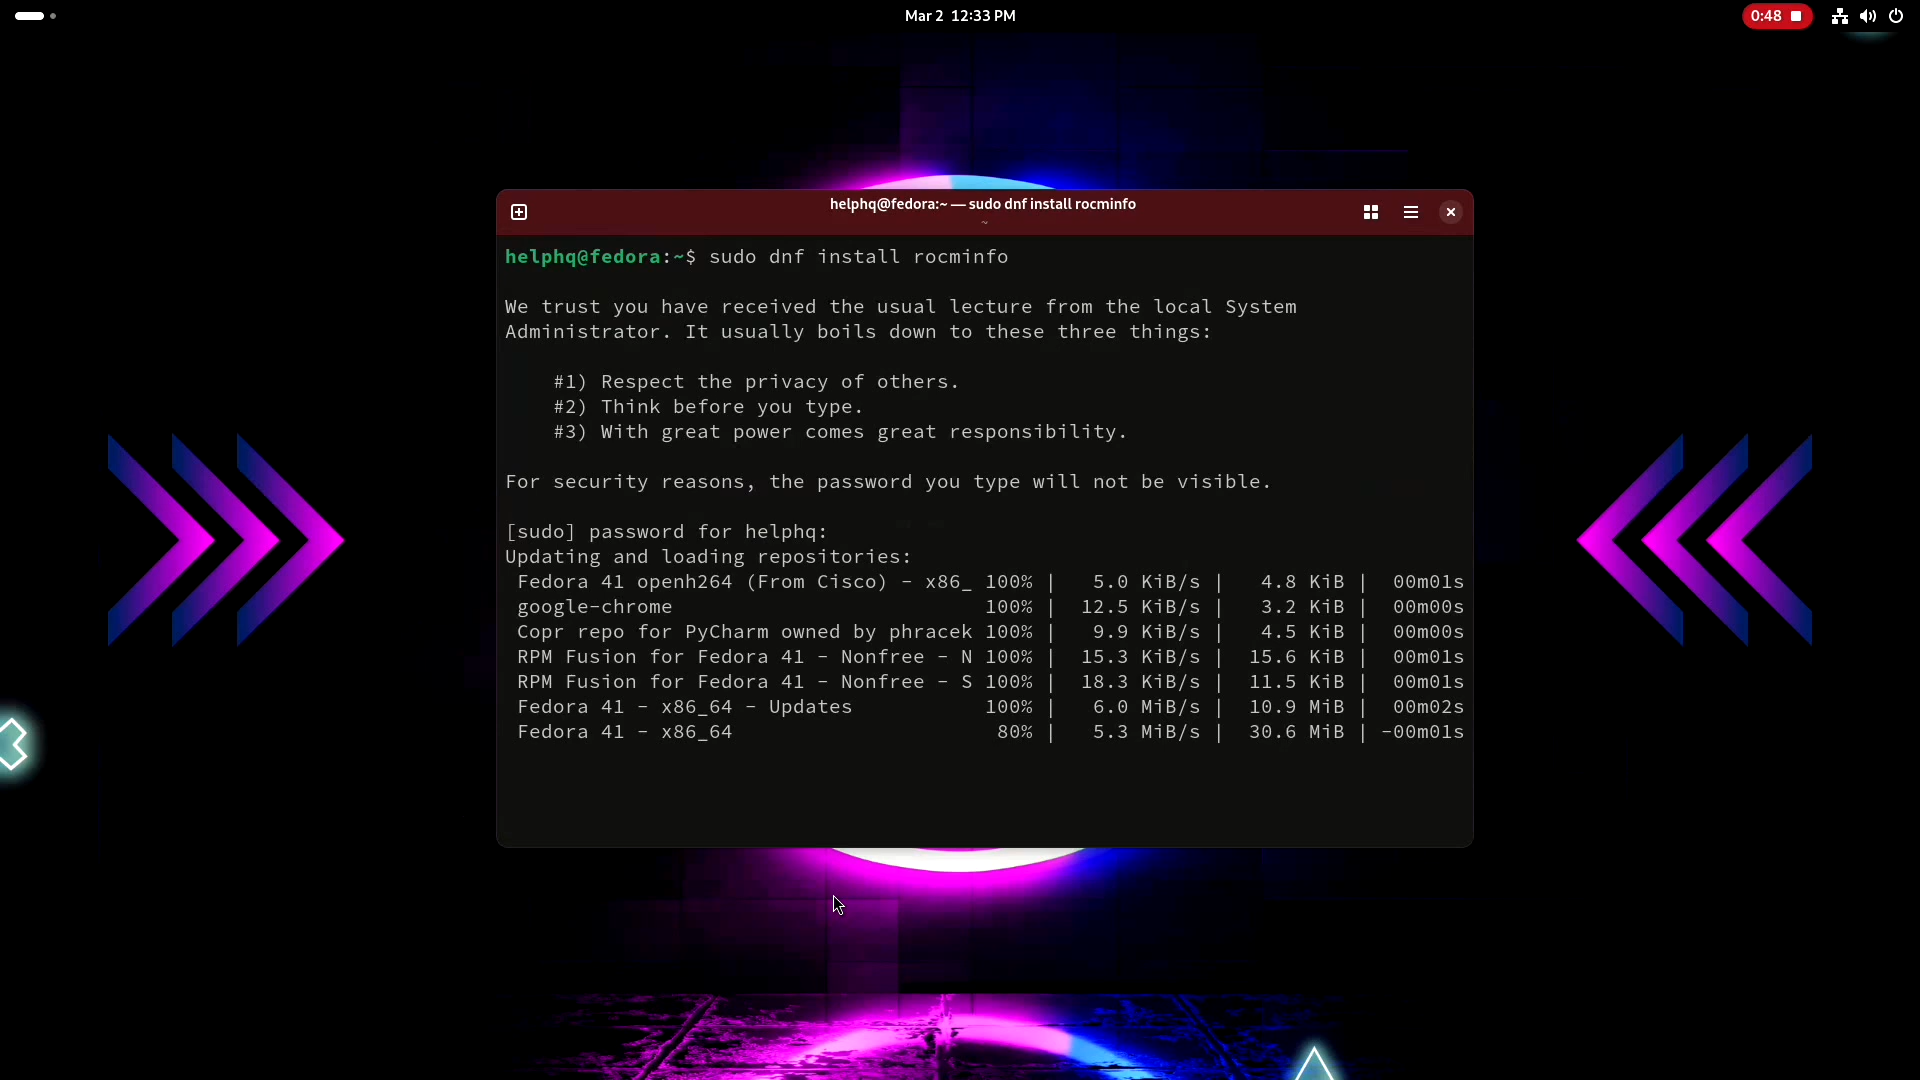 Mar 2 12:33 PM
0:48
helphq@fedora:~ — sudo dnf install rocminfo
~
helphq@fedora:~$ sudo dnf install rocminfo
We trust you have received the usual lecture from the local System
Administrator. It usually boils down to these three things:
#1) Respect the privacy of others.
#2) Think before you type.
#3) With great power comes great responsibility.
For security reasons, the password you type will not be visible.
[sudo] password for helphq:
Updating and loading repositories:
Fedora 41 openh264 (From Cisco) - x86_ 100% | 5.0 KiB/s | 4.8 KiB | 00m01s
google-chrome 100% | 12.5 KiB/s | 3.2 KiB | 00m00s
Copr repo for PyCharm owned by phracek 100% | 9.9 KiB/s | 4.5 KiB | 00m00s
RPM Fusion for Fedora 41 - Nonfree - N 100% | 15.3 KiB/s | 15.6 KiB | 00m01s
RPM Fusion for Fedora 41 - Nonfree - S 100% | 18.3 KiB/s | 11.5 KiB | 00m01s
Fedora 41 - x86_64 - Updates 100% | 6.0 MiB/s | 10.9 MiB | 00m02s
Fedora 41 - x86_64 80% | 5.3 MiB/s | 30.6 MiB | -00m01s